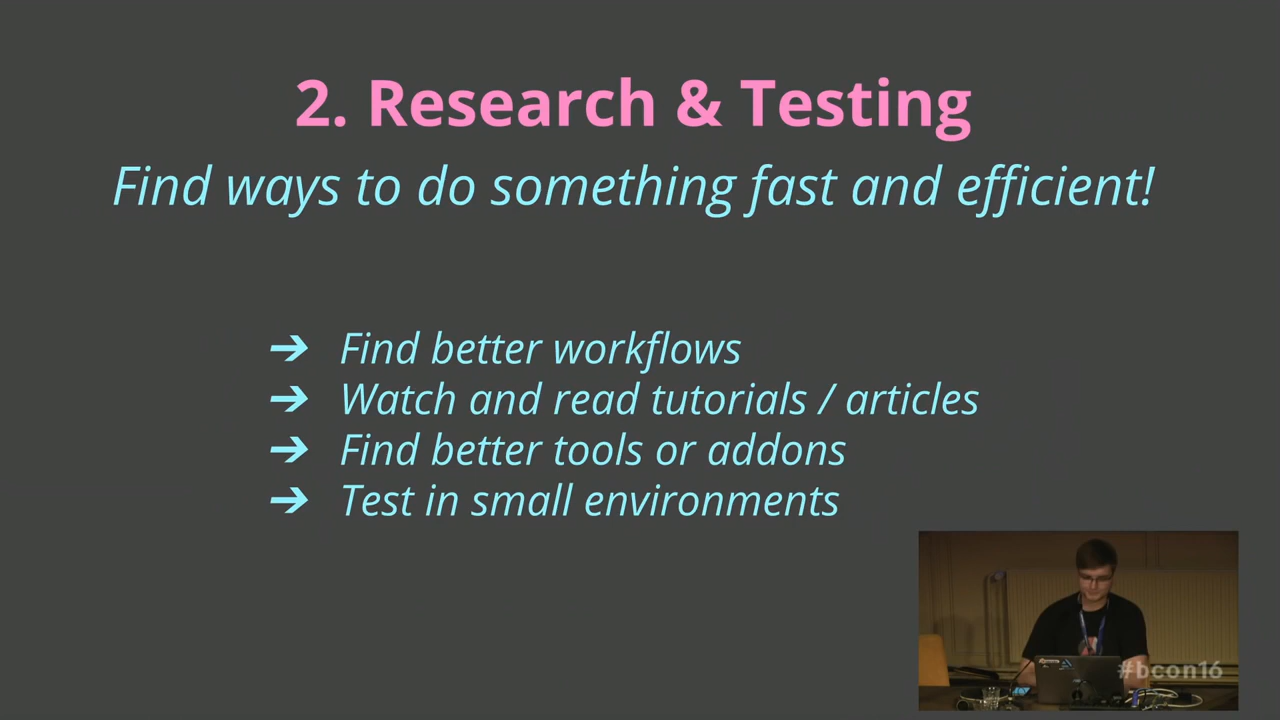 2. Research & Testing
Find ways to do something fast and efficient!
➔ Find better workflows
➔ Watch and read tutorials / articles
➔ Find better tools or addons
➔ Test in small environments
#bcon16